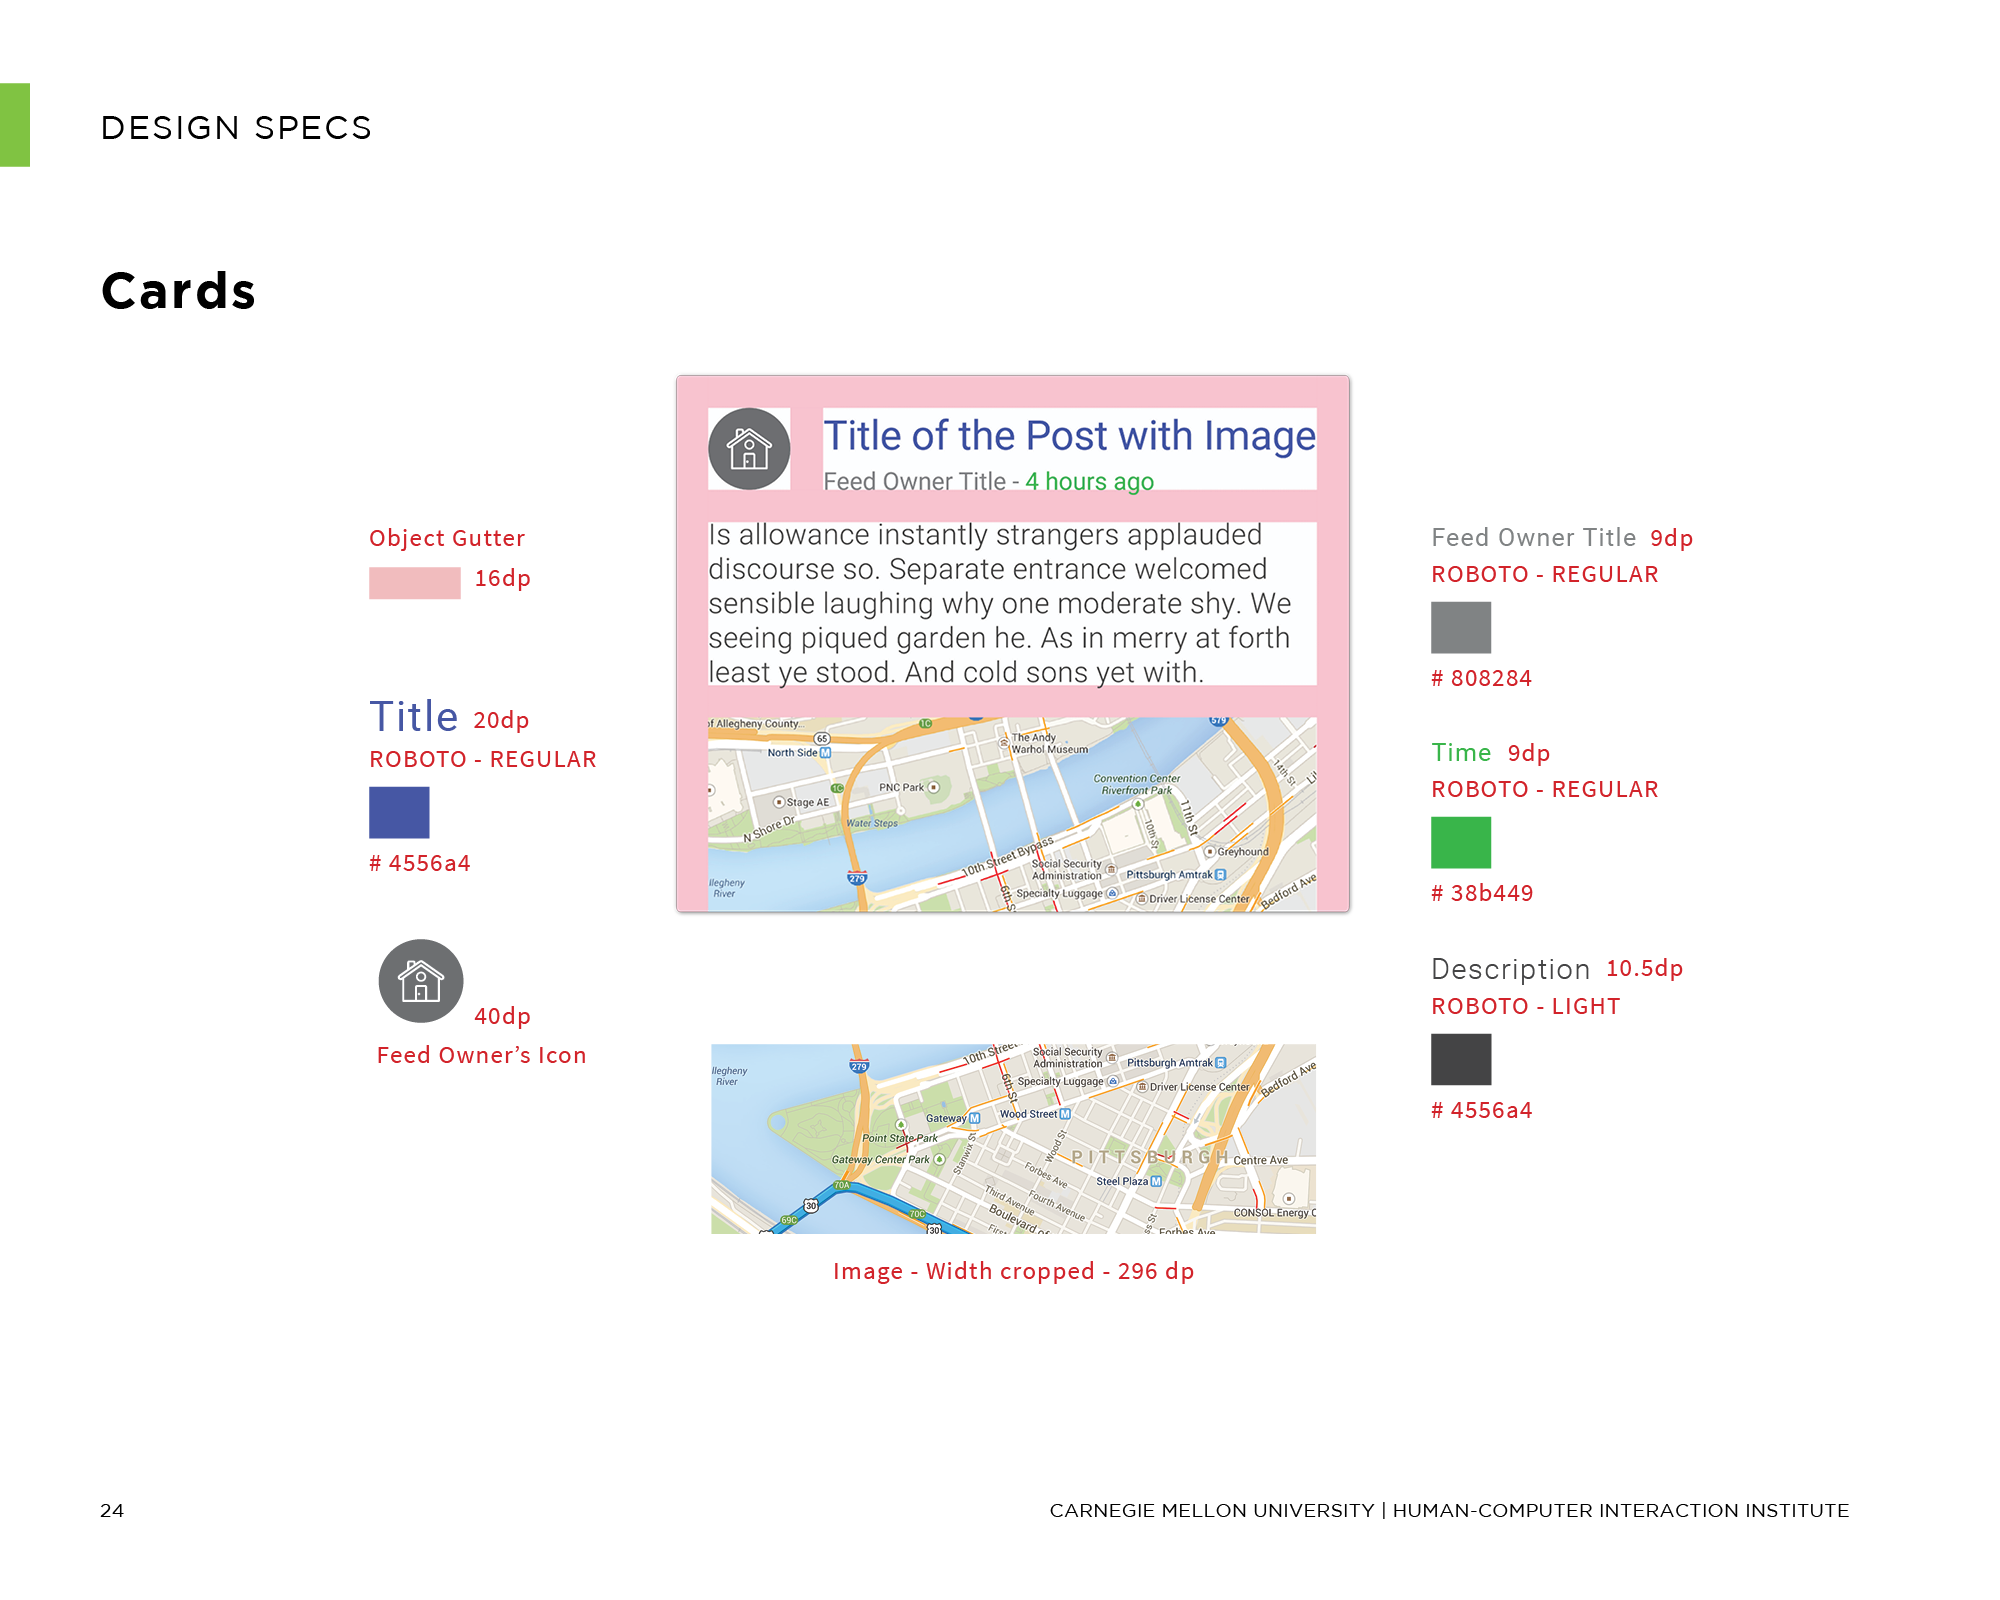 DESIGN SPECS
Cards
Title of the Post with Image
Feed Owner Title - 4 hours ago
Is allowance instantly strangers applauded
discourse so. Separate entrance welcomed
sensible laughing why one moderate shy. We
seeing piqued garden he. As in merry at forth
least ye stood. And cold sons yet with.
of Allegheny County...
1C
579
65
North Side M
The Andy
Warhol Museum
1C
PNC Park
Stage AE
N Shore Dr
Water Steps
Convention Center
Riverfront Park
14th St
11th St
10th St
Greyhound
10th Street Bypass
Social Security
Administration
Pittsburgh Amtrak
279
llegheny
River
6th S
Specialty Luggage
Driver License Center
Bedford Ave
Object Gutter
16dp
Title 20dp
ROBOTO - REGULAR
# 4556a4
40dp
Feed Owner's Icon
Feed Owner Title 9dp
ROBOTO - REGULAR
# 808284
Time 9dp
ROBOTO - REGULAR
# 38b449
Description 10.5dp
ROBOTO - LIGHT
# 4556a4
279
10th Street
Social Security
Administration
Pittsburgh Amtrak
llegheny
River
6th St
Specialty Luggage
Driver License Center
Bedford Ave
Gateway M
Wood Street M
Point State Park
Gateway Center Park
Stanwix St
Wood St
PITTSBURGH
Centre Ave
Forbes Ave
Steel Plaza M
70A
Third Avenue
Fourth Avenue
30
69C
70C
30
Boulevard of
Firs
ss St
Forbes Ave
CONSOL Energy C
Image - Width cropped - 296 dp
24
CARNEGIE MELLON UNIVERSITY | HUMAN-COMPUTER INTERACTION INSTITUTE